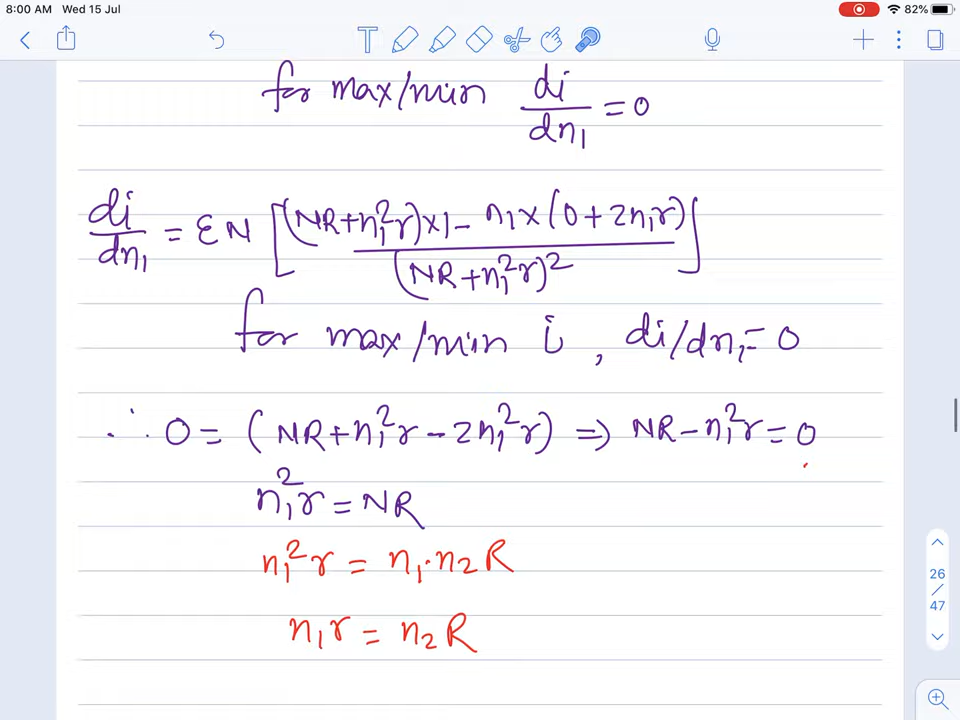 8:00 AM Wed 15 Jul 82%
T
for max/min di/dn₁ = 0
di/dn₁ = εN [ (NR+n₁²r)×1 − n₁×(0+2n₁r) / (NR+n₁²r)² ]
for max/min i, di/dn₁ = 0
∴ 0 = (NR+n₁²r−2n₁²r) ⇒ NR−n₁²r = 0
n₁²r = NR
n₁²r = n₁·n₂R
n₁r = n₂R
26
/
47